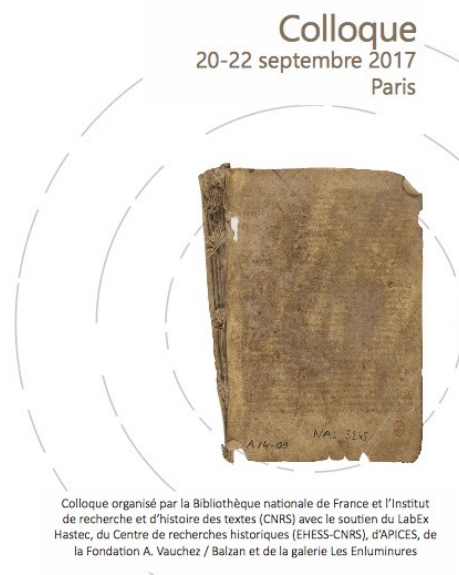 Colloque
20-22 septembre 2017
Paris
A.14-09
NAL 3245
Colloque organisé par la Bibliothèque nationale de France et l'Institut
de recherche et d'histoire des textes (CNRS) avec le soutien du LabEx
Hastec, du Centre de recherches historiques (EHESS-CNRS), d'APICES, de
la Fondation A. Vauchez / Balzan et de la galerie Les Enluminures